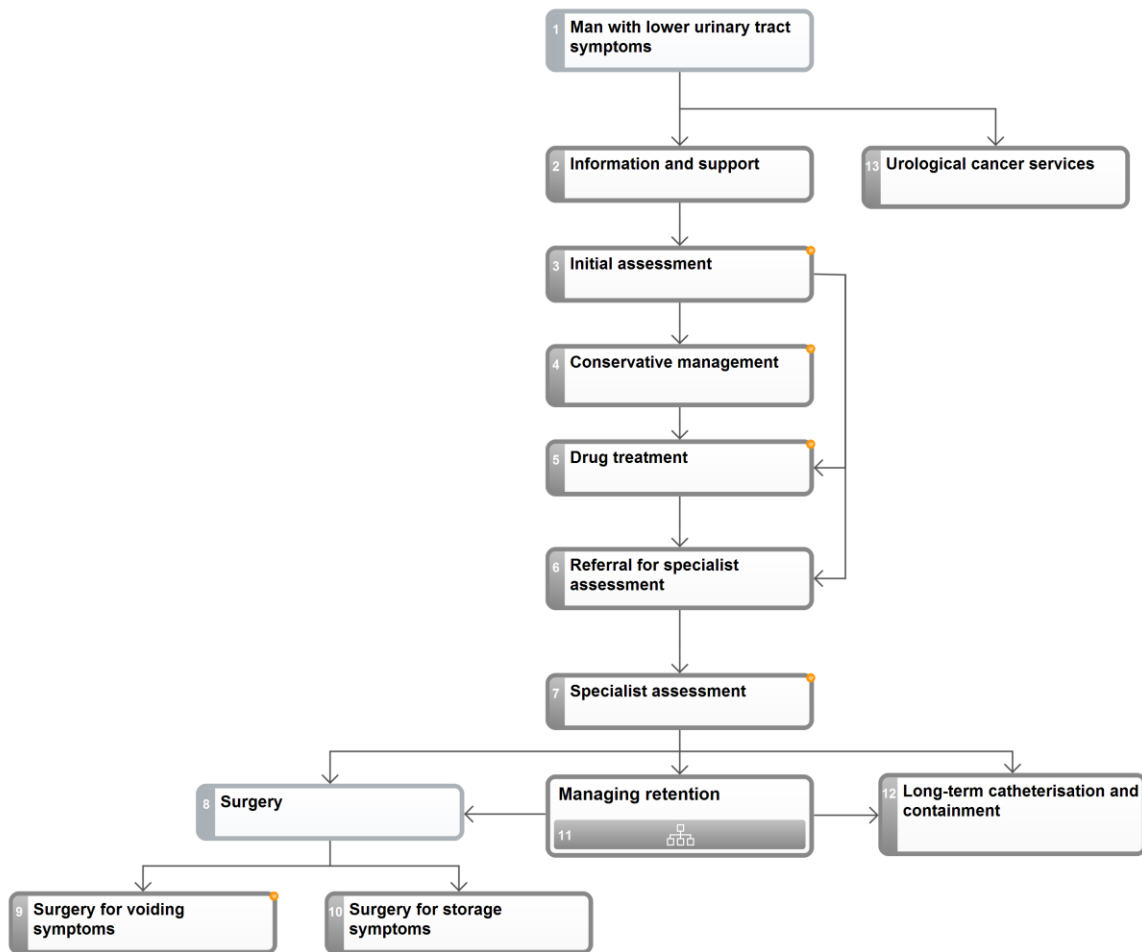 1 Man with lower urinary tract
symptoms
2 Information and support
13 Urological cancer services
3 Initial assessment
4 Conservative management
5 Drug treatment
6 Referral for specialist
assessment
7 Specialist assessment
8 Surgery
Managing retention
11
12 Long-term catheterisation and
containment
9 Surgery for voiding
symptoms
10 Surgery for storage
symptoms